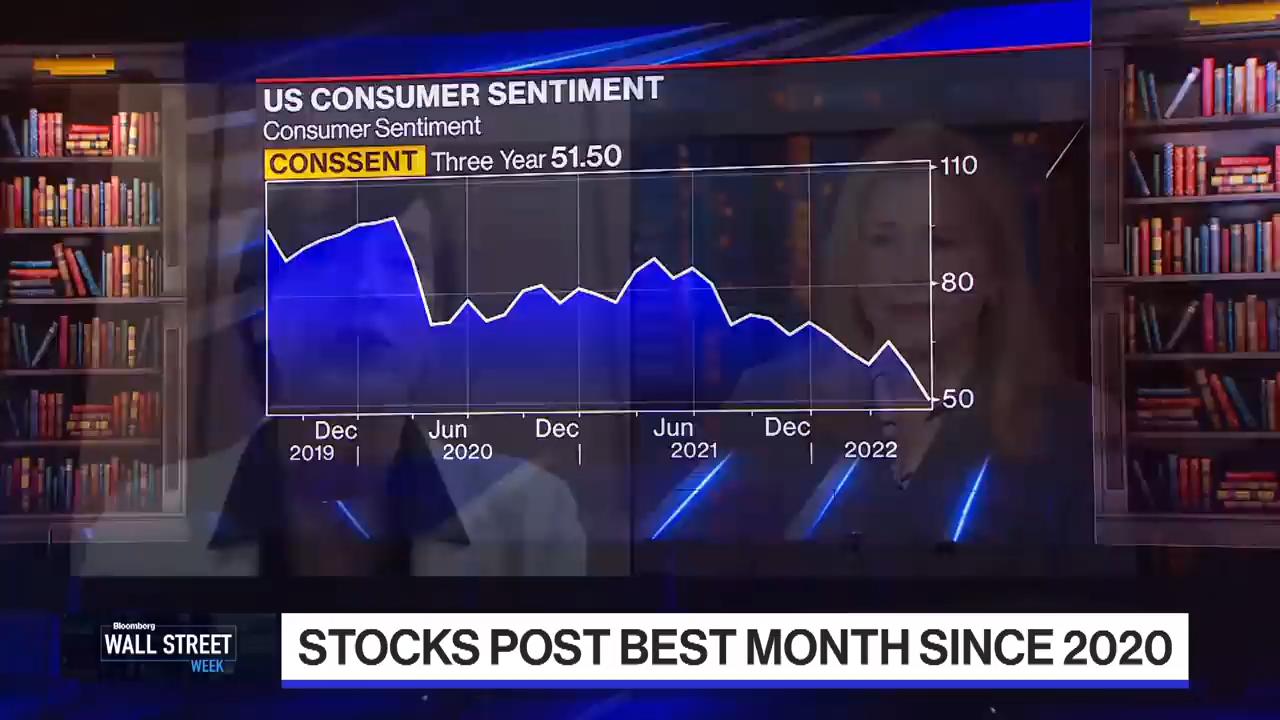 US CONSUMER SENTIMENT
Consumer Sentiment
CONSSENT Three Year 51.50
110
80
50
Dec Jun Dec Jun Dec
2019 2020 2021 2022
Bloomberg
WALL STREET
WEEK
STOCKS POST BEST MONTH SINCE 2020